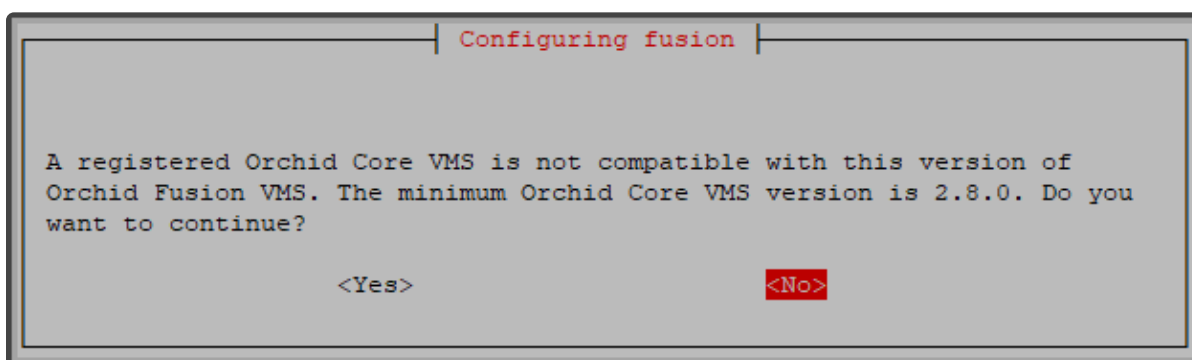 Configuring fusion
A registered Orchid Core VMS is not compatible with this version of
Orchid Fusion VMS. The minimum Orchid Core VMS version is 2.8.0. Do you
want to continue?
<Yes> <No>